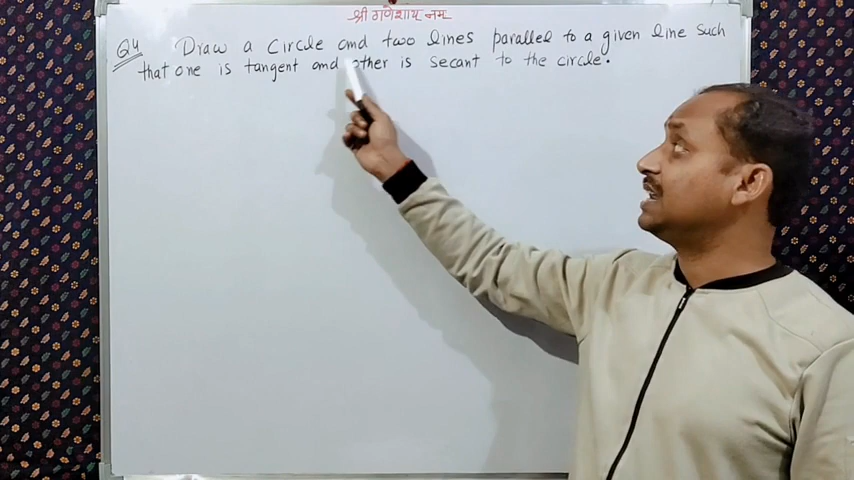 श्री गणेशाय नमः
Q4 Draw a Circle and two lines parallel to a given line such
that one is tangent and other is secant to the circle.